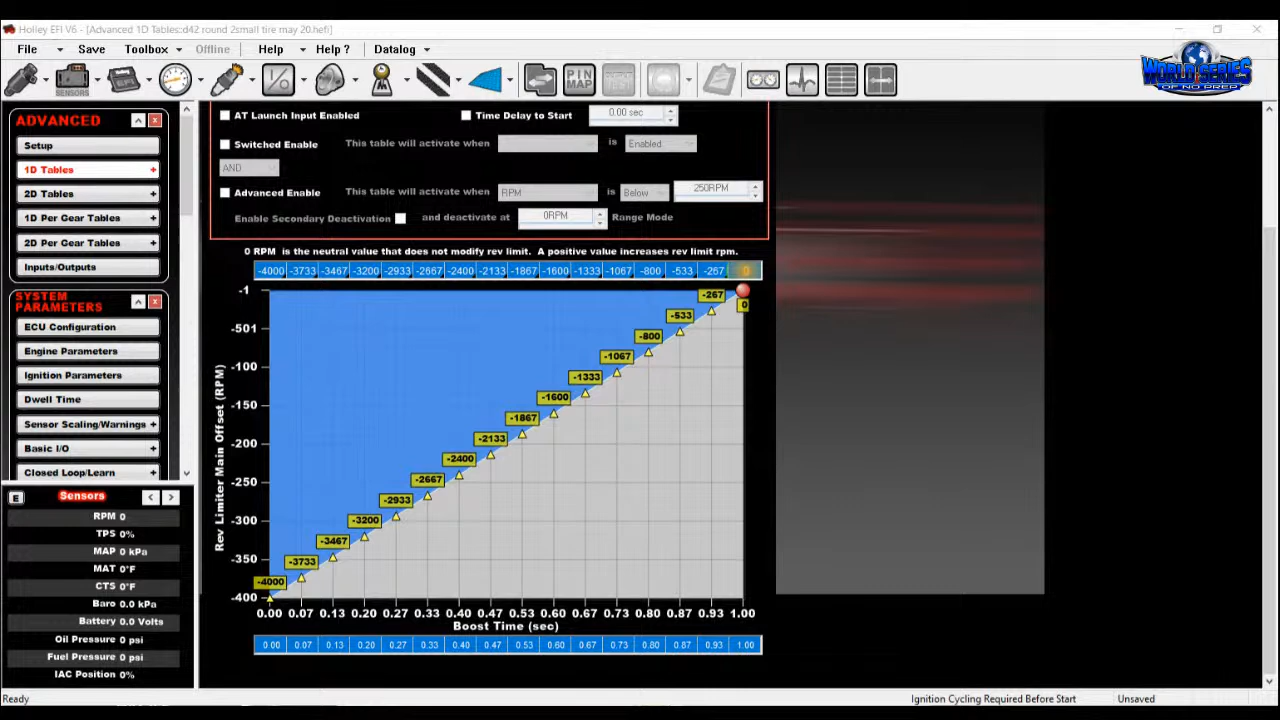 Holley EFI V6 - [Advanced 1D Tables::d42 round 2small tire may 20.hefi]
File Save Toolbox Offline Help Help ? Datalog
SENSORS
PIN MAP
WORLD SERIES
OF NO PREP
ADVANCED
Setup
1D Tables +
2D Tables +
1D Per Gear Tables +
2D Per Gear Tables +
Inputs/Outputs
SYSTEM
PARAMETERS
ECU Configuration
Engine Parameters
Ignition Parameters
Dwell Time
Sensor Scaling/Warnings +
Basic I/O +
Closed Loop/Learn +
E Sensors < >
RPM 0
TPS 0%
MAP 0 kPa
MAT 0°F
CTS 0°F
Baro 0.0 kPa
Battery 0.0 Volts
Oil Pressure 0 psi
Fuel Pressure 0 psi
IAC Position 0%
AT Launch Input Enabled Time Delay to Start 0.00 sec
Switched Enable This table will activate when is Enabled
AND
Advanced Enable This table will activate when RPM is Below 250RPM
Enable Secondary Deactivation and deactivate at 0RPM Range Mode
0 RPM is the neutral value that does not modify rev limit. A positive value increases rev limit rpm.
-4000 -3733 -3467 -3200 -2933 -2667 -2400 -2133 -1867 -1600 -1333 -1067 -800 -533 -267 0
Rev Limiter Main Offset (RPM)
-1
-501
-100
-150
-200
-250
-300
-350
-400
-4000
-3733
-3467
-3200
-2933
-2667
-2400
-2133
-1867
-1600
-1333
-1067
-800
-533
-267
0
0.00 0.07 0.13 0.20 0.27 0.33 0.40 0.47 0.53 0.60 0.67 0.73 0.80 0.87 0.93 1.00
Boost Time (sec)
0.00 0.07 0.13 0.20 0.27 0.33 0.40 0.47 0.53 0.60 0.67 0.73 0.80 0.87 0.93 1.00
Ready Ignition Cycling Required Before Start Unsaved